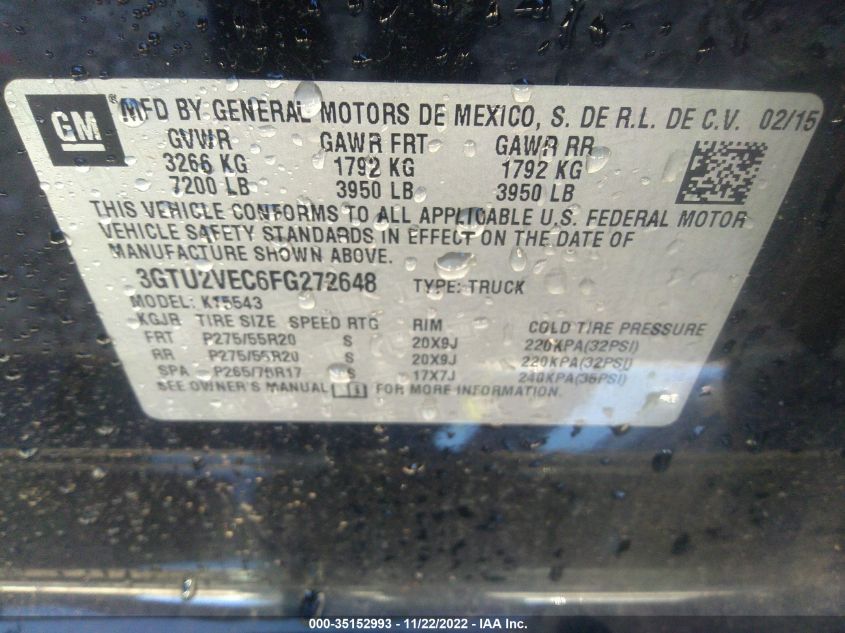 GM ® MFD BY GENERAL MOTORS DE MEXICO, S. DE R.L. DE C.V. 02/15
GVWR GAWR FRT GAWR RR
3266 KG 1792 KG 1792 KG
7200 LB 3950 LB 3950 LB
THIS VEHICLE CONFORMS TO ALL APPLICABLE U.S. FEDERAL MOTOR
VEHICLE SAFETY STANDARDS IN EFFECT ON THE DATE OF
MANUFACTURE SHOWN ABOVE.
3GTU2VEC6FG272648 TYPE: TRUCK
MODEL: K15543
KGJR TIRE SIZE SPEED RTG RIM COLD TIRE PRESSURE
FRT P275/55R20 S 20X9J 220KPA(32PSI)
RR P275/55R20 S 20X9J 220KPA(32PSI)
SPA P265/70R17 S 17X7J 240KPA(35PSI)
SEE OWNER'S MANUAL FOR MORE INFORMATION.
000-35152993 - 11/22/2022 - IAA Inc.